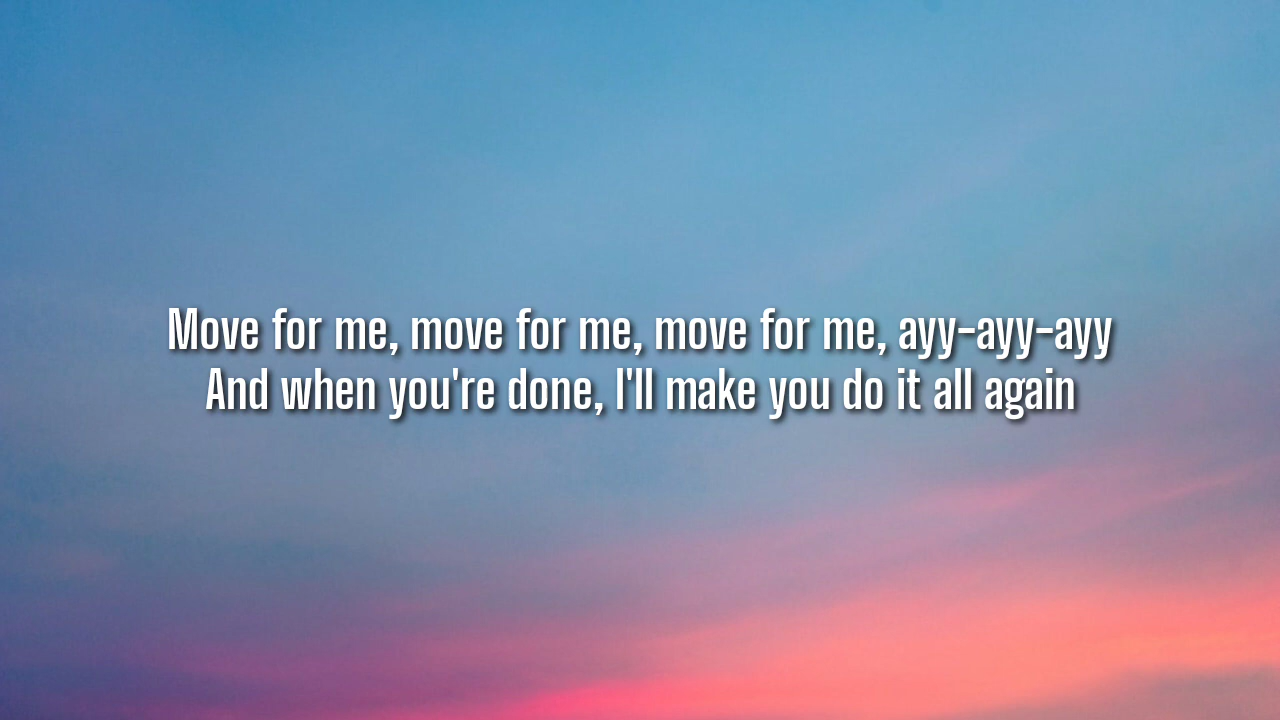 Move for me, move for me, move for me, ayy-ayy-ayy
And when you're done, I'll make you do it all again